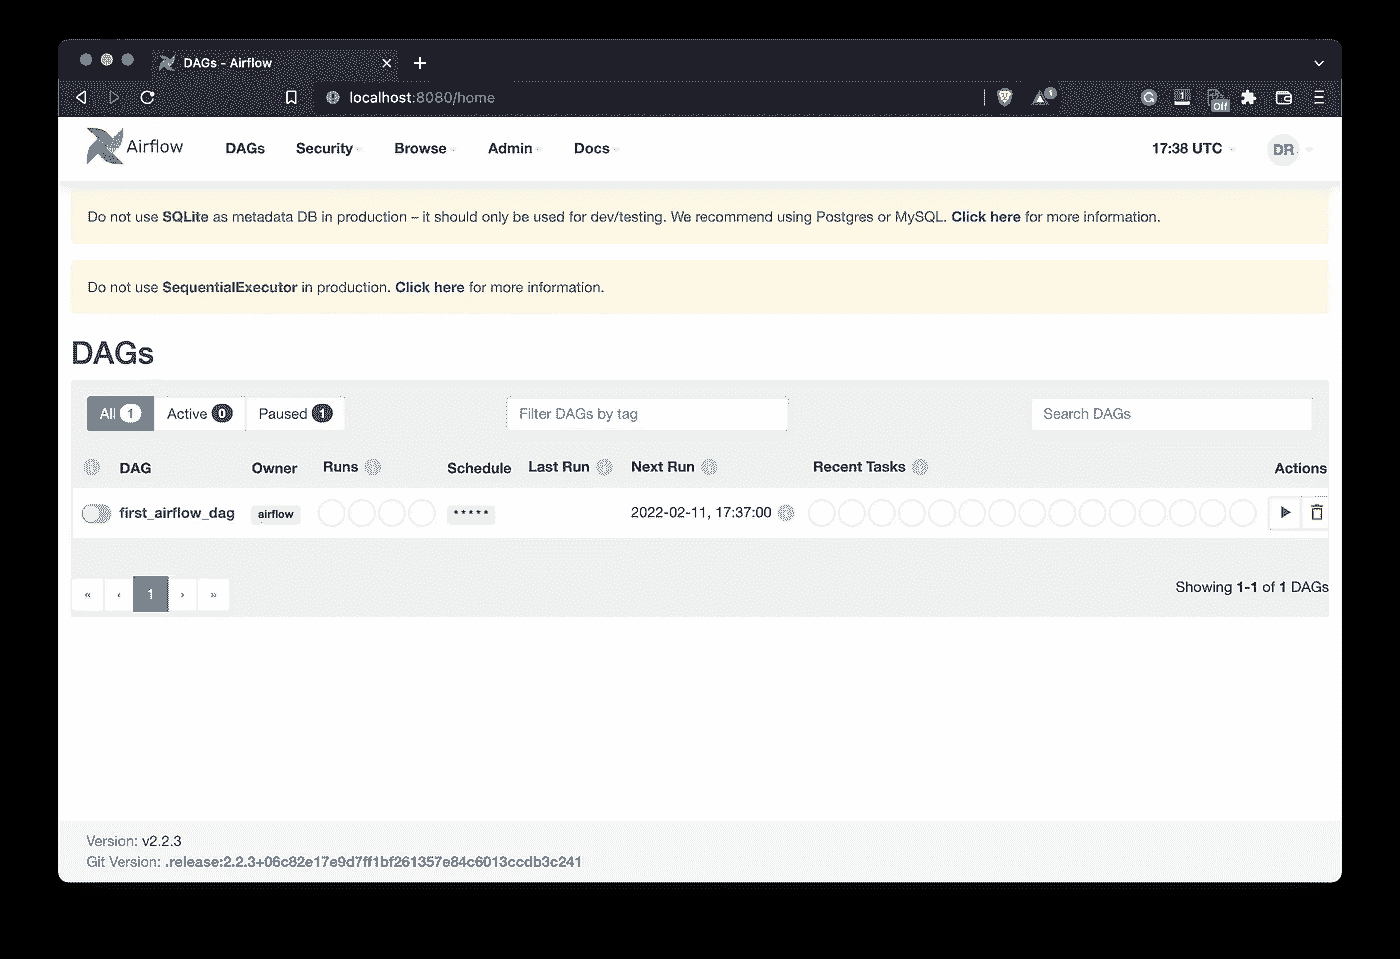 DAGs - Airflow
localhost:8080/home
1
1
Off
Airflow DAGs Security Browse Admin Docs 17:38 UTC DR
Do not use SQLite as metadata DB in production – it should only be used for dev/testing. We recommend using Postgres or MySQL. Click here for more information.
Do not use SequentialExecutor in production. Click here for more information.
DAGs
All 1 Active 0 Paused 1 Filter DAGs by tag Search DAGs
DAG Owner Runs Schedule Last Run Next Run Recent Tasks Actions
first_airflow_dag airflow * * * * * 2022-02-11, 17:37:00
« ‹ 1 › » Showing 1-1 of 1 DAGs
Version: v2.2.3
Git Version: .release:2.2.3+06c82e17e9d7ff1bf261357e84c6013ccdb3c241